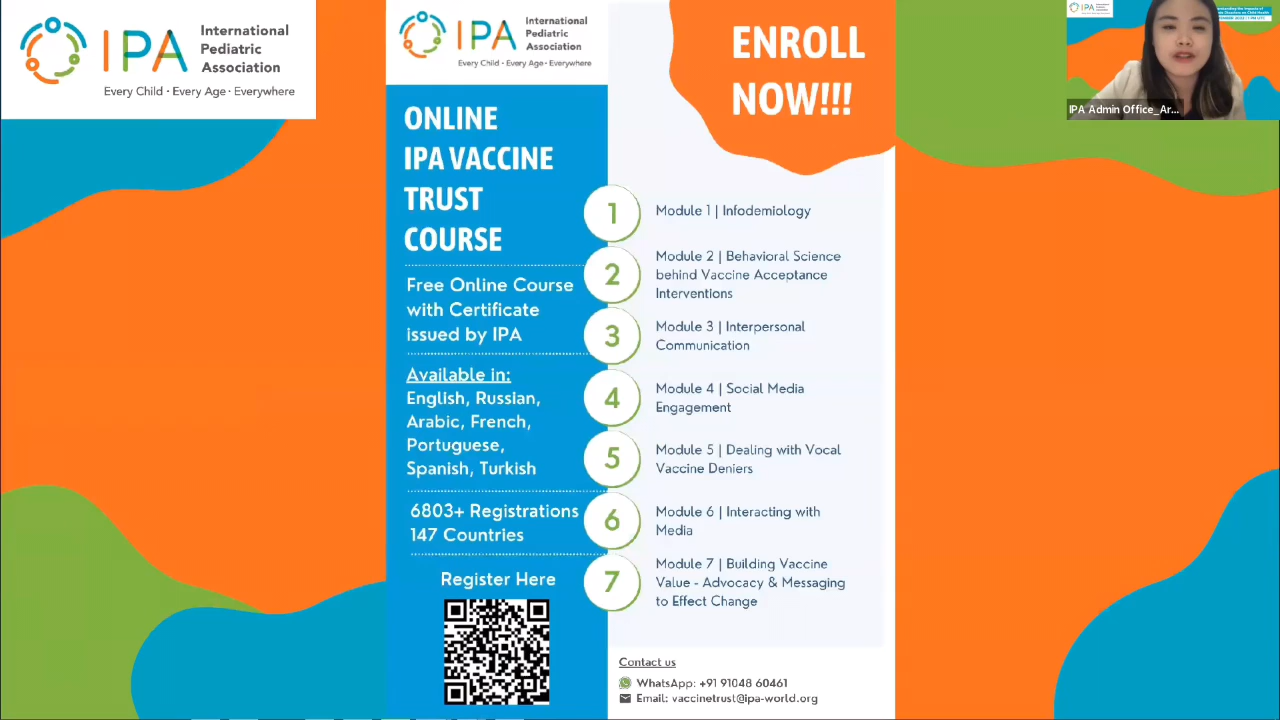 IPA
International
Pediatric
Association
Every Child · Every Age · Everywhere
IPA
International
Pediatric
Association
Every Child · Every Age · Everywhere
ENROLL
NOW!!!
ONLINE
IPA VACCINE
TRUST
COURSE
Free Online Course
with Certificate
issued by IPA
Available in:
English, Russian,
Arabic, French,
Portuguese,
Spanish, Turkish
6803+ Registrations
147 Countries
Register Here
1
Module 1 | Infodemiology
2
Module 2 | Behavioral Science
behind Vaccine Acceptance
Interventions
3
Module 3 | Interpersonal
Communication
4
Module 4 | Social Media
Engagement
5
Module 5 | Dealing with Vocal
Vaccine Deniers
6
Module 6 | Interacting with
Media
7
Module 7 | Building Vaccine
Value - Advocacy & Messaging
to Effect Change
Contact us
WhatsApp: +91 91048 60461
Email: vaccinetrust@ipa-world.org
IPA
IPA Admin Office_Ar...